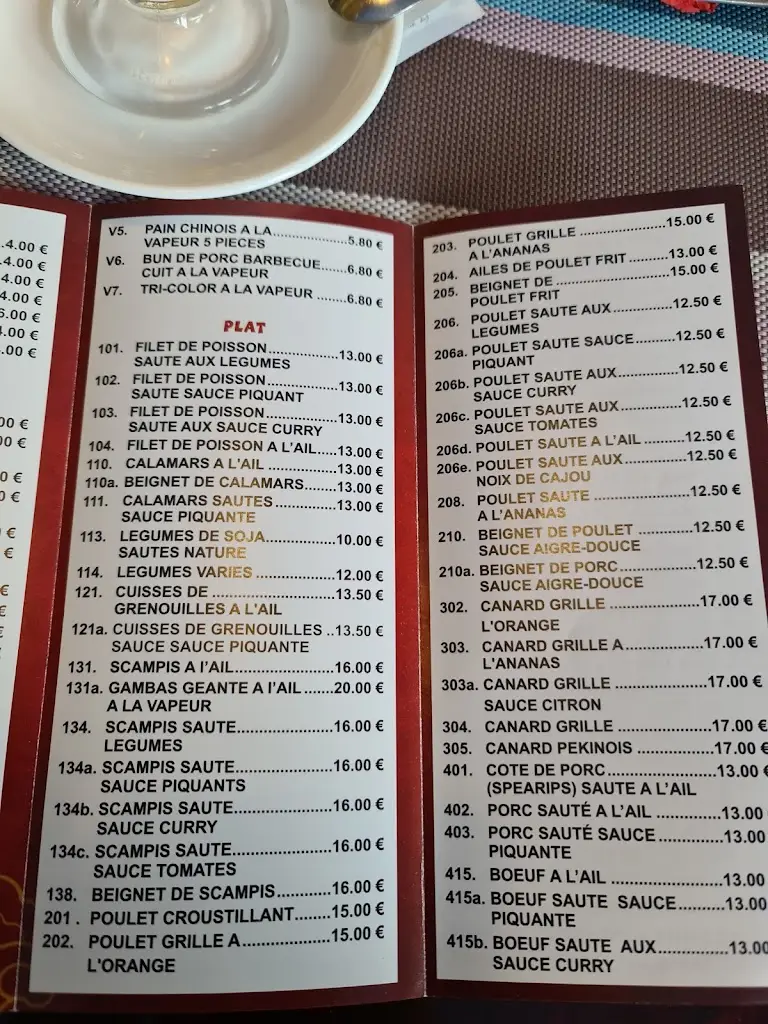 .4.00 €
.4.00 €
4.00 €
4.00 €
6.00 €
4.00 €
.00 €
00 €
00 €
0 €
0 €
€
€
€
€
€
V5. PAIN CHINOIS A LA
VAPEUR 5 PIECES..................5.80 €
V6. BUN DE PORC BARBECUE......6.80 €
CUIT A LA VAPEUR
V7. TRI-COLOR A LA VAPEUR .......6.80 €
PLAT
101. FILET DE POISSON................13.00 €
SAUTE AUX LEGUMES
102. FILET DE POISSON................13.00 €
SAUTE SAUCE PIQUANT
103. FILET DE POISSON................13.00 €
SAUTE AUX SAUCE CURRY
104. FILET DE POISSON A L'AIL.....13.00 €
110. CALAMARS A L'AIL ................13.00 €
110a. BEIGNET DE CALAMARS.......13.00 €
111. CALAMARS SAUTES...............13.00 €
SAUCE PIQUANTE
113. LEGUMES DE SOJA................10.00 €
SAUTES NATURE
114. LEGUMES VARIES .................12.00 €
121. CUISSES DE ..........................13.50 €
GRENOUILLES A L'AIL
121a. CUISSES DE GRENOUILLES ..13.50 €
SAUCE SAUCE PIQUANTE
131. SCAMPIS A l'AIL....................16.00 €
131a. GAMBAS GEANTE A l'AIL ......20.00 €
A LA VAPEUR
134. SCAMPIS SAUTE....................16.00 €
LEGUMES
134a. SCAMPIS SAUTE....................16.00 €
SAUCE PIQUANTS
134b. SCAMPIS SAUTE....................16.00 €
SAUCE CURRY
134c. SCAMPIS SAUTE....................16.00 €
SAUCE TOMATES
138. BEIGNET DE SCAMPIS...........16.00 €
201 . POULET CROUSTILLANT........15.00 €
202. POULET GRILLE A..................15.00 €
L'ORANGE
203. POULET GRILLE ....................15.00 €
A L'ANANAS
204. AILES DE POULET FRIT ..........13.00 €
205. BEIGNET DE .........................15.00 €
POULET FRIT
206. POULET SAUTE AUX ...........12.50 €
LEGUMES
206a. POULET SAUTE SAUCE........12.50 €
PIQUANT
206b. POULET SAUTE AUX............12.50 €
SAUCE CURRY
206c. POULET SAUTE AUX............12.50 €
SAUCE TOMATES
206d. POULET SAUTE A L'AIL ........12.50 €
206e. POULET SAUTE AUX............12.50 €
NOIX DE CAJOU
208. POULET SAUTE ...................12.50 €
A L'ANANAS
210. BEIGNET DE POULET ..........12.50 €
SAUCE AIGRE-DOUCE
210a. BEIGNET DE PORC..............12.50 €
SAUCE AIGRE-DOUCE
302. CANARD GRILLE .................17.00 €
L'ORANGE
303. CANARD GRILLE A...............17.00 €
L'ANANAS
303a. CANARD GRILLE .................17.00 €
SAUCE CITRON
304. CANARD GRILLE ..................17.00 €
305. CANARD PEKINOIS ..............17.00 €
401. COTE DE PORC....................13.00 €
(SPEARIPS) SAUTE A L'AIL
402. PORC SAUTÉ A L'AIL ............13.00
403. PORC SAUTÉ SAUCE ............13.00
PIQUANTE
415. BOEUF A L'AIL .....................13.00
415a. BOEUF SAUTE SAUCE.........13.00
PIQUANTE
415b. BOEUF SAUTE AUX.............13.00
SAUCE CURRY